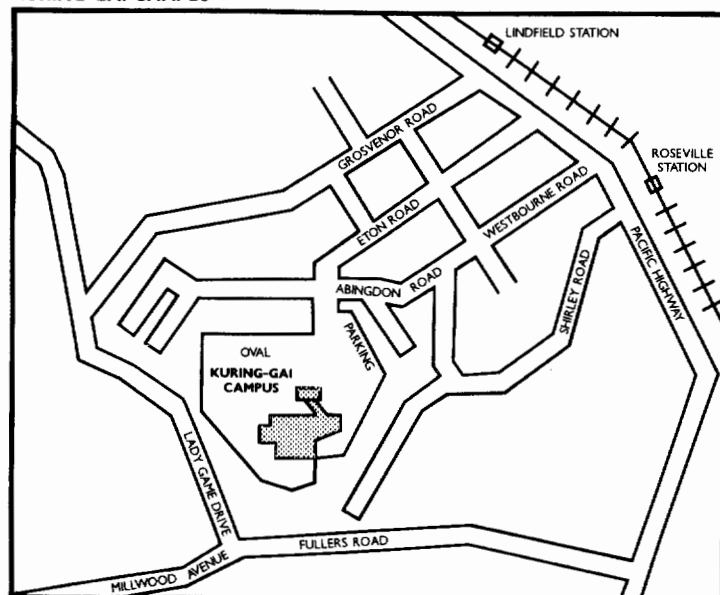 LINDFIELD STATION
ROSEVILLE
STATION
GROSVENOR ROAD
ETON ROAD
WESTBOURNE ROAD
ABINGDON ROAD
PACIFIC HIGHWAY
SHIRLEY ROAD
PARKING
OVAL
KURING-GAI
CAMPUS
LADY GAME DRIVE
FULLERS ROAD
MILLWOOD AVENUE